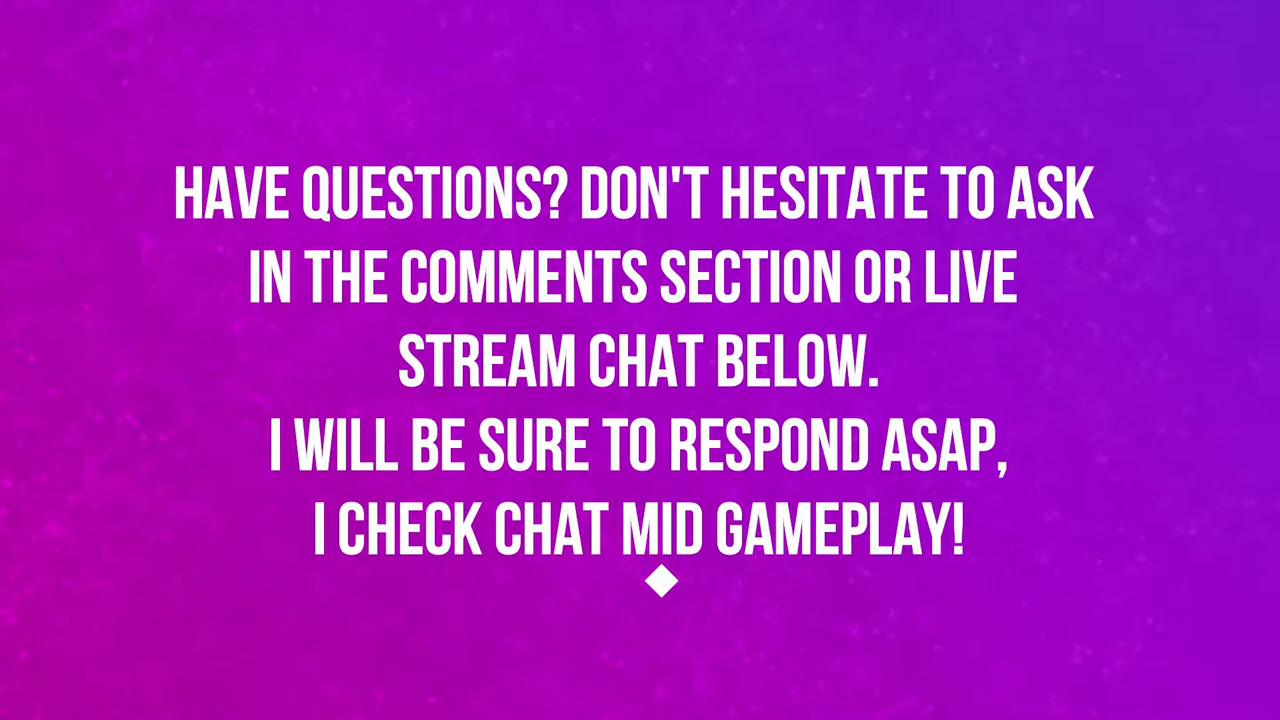 HAVE QUESTIONS? DON'T HESITATE TO ASK
IN THE COMMENTS SECTION OR LIVE
STREAM CHAT BELOW.
I WILL BE SURE TO RESPOND ASAP,
I CHECK CHAT MID GAMEPLAY!